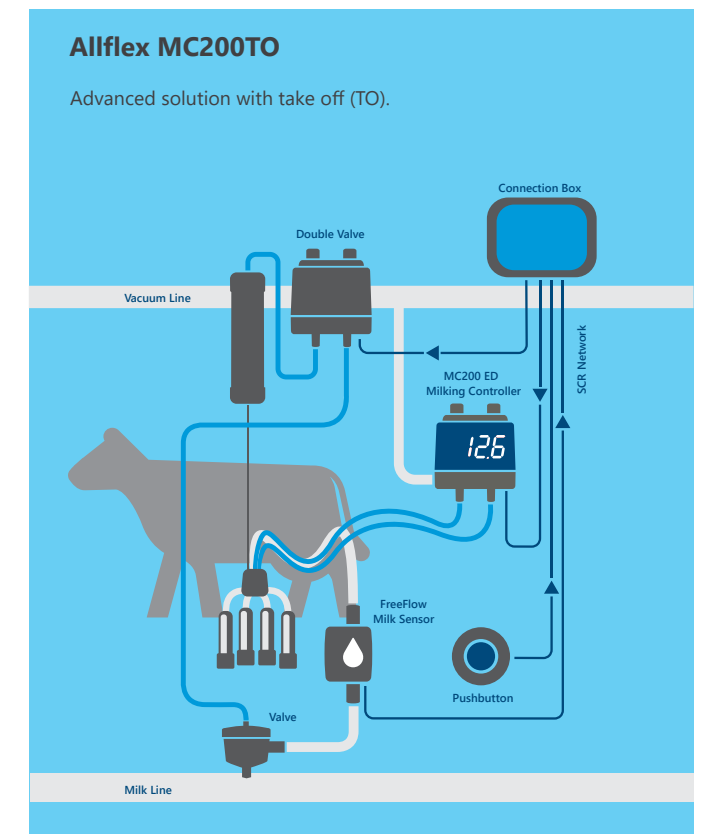 Allflex MC200TO
Advanced solution with take off (TO).
Connection Box
Double Valve
Vacuum Line
SCR Network
MC200 ED
Milking Controller
12.6
FreeFlow
Milk Sensor
Pushbutton
Valve
Milk Line